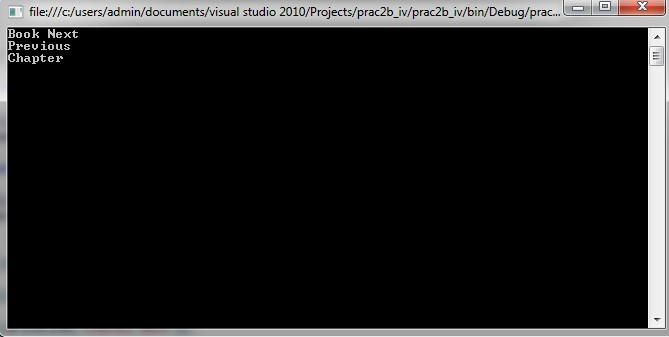 file:///c:/users/admin/documents/visual studio 2010/Projects/prac2b_iv/prac2b_iv/bin/Debug/prac...
Book Next
Previous
Chapter